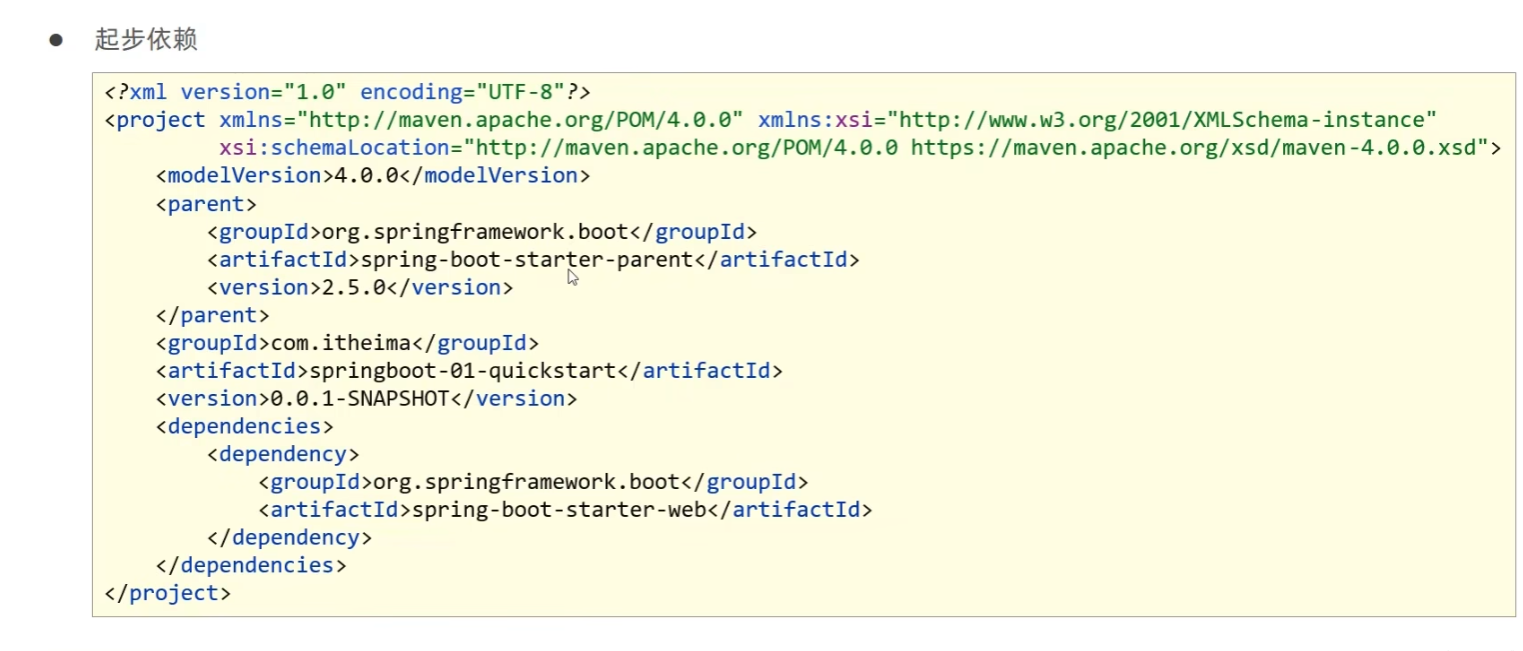 ● 起步依赖
<?xml version="1.0" encoding="UTF-8"?>
<project xmlns="http://maven.apache.org/POM/4.0.0" xmlns:xsi="http://www.w3.org/2001/XMLSchema-instance"
         xsi:schemaLocation="http://maven.apache.org/POM/4.0.0 https://maven.apache.org/xsd/maven-4.0.0.xsd">
    <modelVersion>4.0.0</modelVersion>
    <parent>
        <groupId>org.springframework.boot</groupId>
        <artifactId>spring-boot-starter-parent</artifactId>
        <version>2.5.0</version>
    </parent>
    <groupId>com.itheima</groupId>
    <artifactId>springboot-01-quickstart</artifactId>
    <version>0.0.1-SNAPSHOT</version>
    <dependencies>
        <dependency>
            <groupId>org.springframework.boot</groupId>
            <artifactId>spring-boot-starter-web</artifactId>
        </dependency>
    </dependencies>
</project>